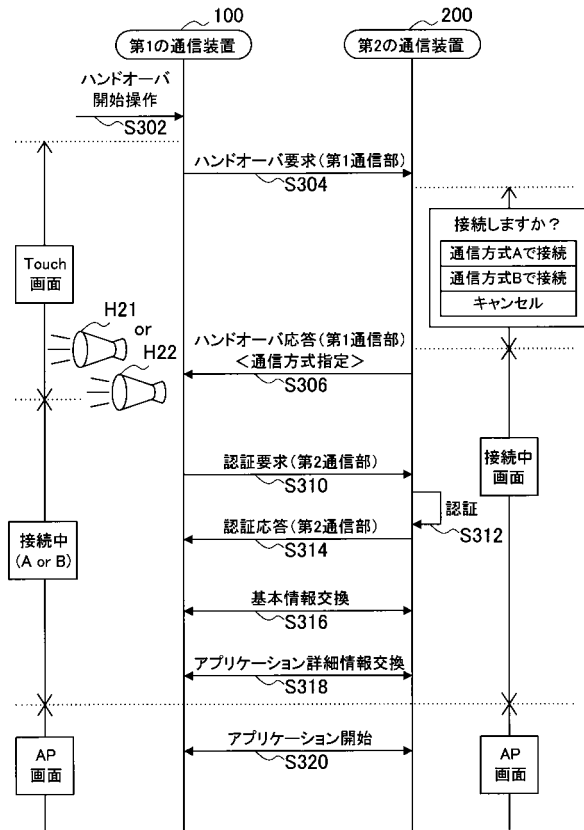 100
200
第1の通信装置
第2の通信装置
ハンドオーバ
開始操作
S302
ハンドオーバ要求(第1通信部)
S304
接続しますか?
通信方式Aで接続
通信方式Bで接続
キャンセル
Touch
画面
H21
or
H22
ハンドオーバ応答(第1通信部)
<通信方式指定>
S306
認証要求(第2通信部)
S310
接続中
画面
認証
S312
認証応答(第2通信部)
S314
接続中
(A or B)
基本情報交換
S316
アプリケーション詳細情報交換
S318
AP
画面
アプリケーション開始
S320
AP
画面